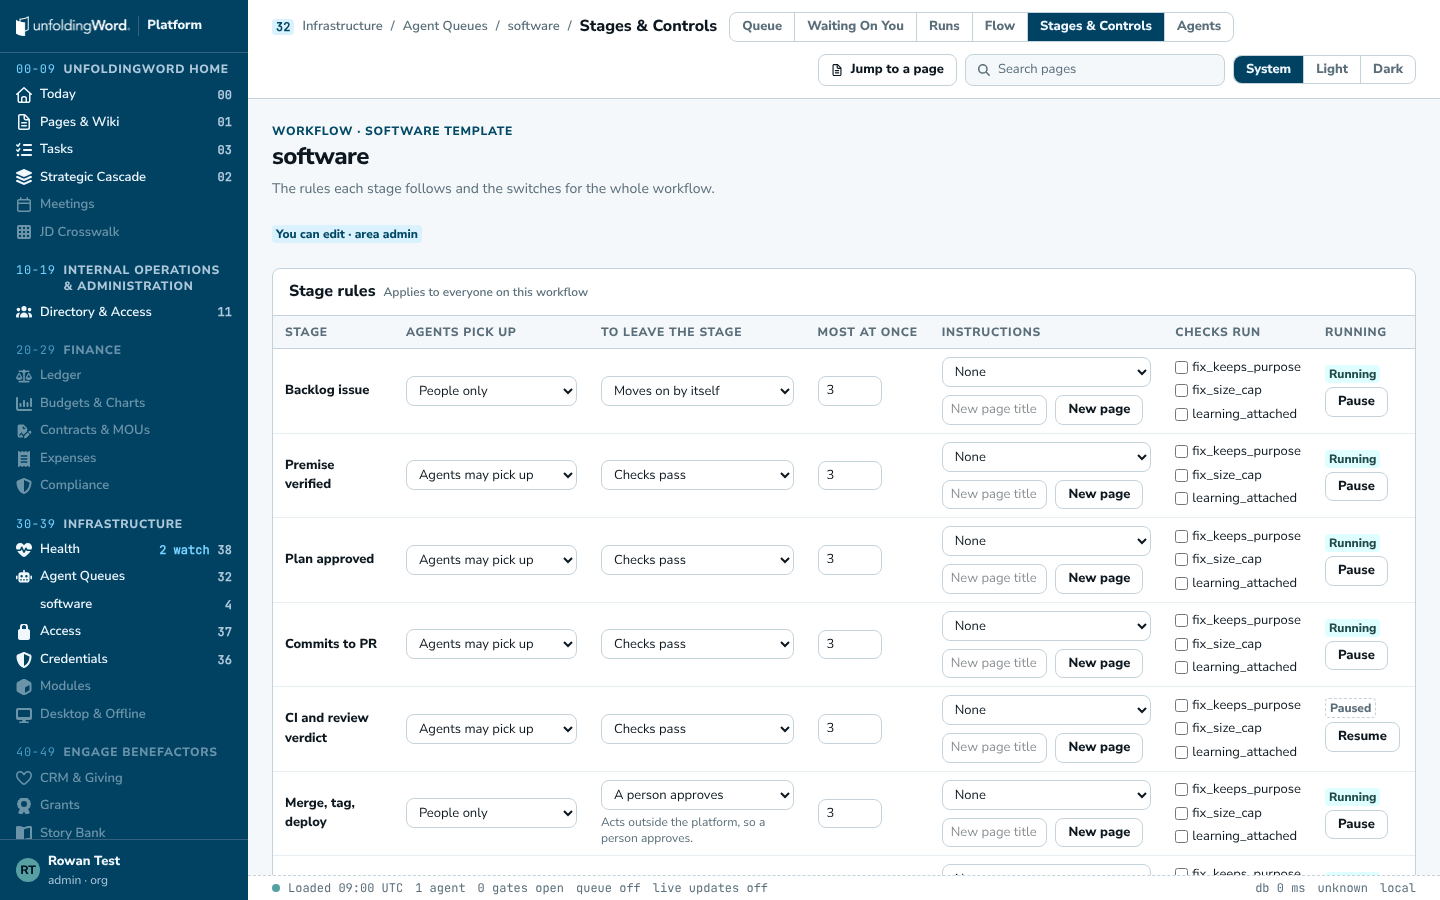 unfoldingWord Platform
00-09 UNFOLDINGWORD HOME
Today 00
Pages & Wiki 01
Tasks 03
Strategic Cascade 02
Meetings
JD Crosswalk
10-19 INTERNAL OPERATIONS
& ADMINISTRATION
Directory & Access 11
20-29 FINANCE
Ledger
Budgets & Charts
Contracts & MOUs
Expenses
Compliance
30-39 INFRASTRUCTURE
Health 2 watch 38
Agent Queues 32
software 4
Access 37
Credentials 36
Modules
Desktop & Offline
40-49 ENGAGE BENEFACTORS
CRM & Giving
Grants
Story Bank
RT Rowan Test
admin · org
32 Infrastructure / Agent Queues / software / Stages & Controls
Queue Waiting On You Runs Flow Stages & Controls Agents
Jump to a page Search pages System Light Dark
WORKFLOW · SOFTWARE TEMPLATE
software
The rules each stage follows and the switches for the whole workflow.
You can edit · area admin
Stage rules Applies to everyone on this workflow
STAGE AGENTS PICK UP TO LEAVE THE STAGE MOST AT ONCE INSTRUCTIONS CHECKS RUN RUNNING
Backlog issue People only Moves on by itself 3 None
New page title New page
fix_keeps_purpose
fix_size_cap
learning_attached
Running
Pause
Premise
verified
Agents may pick up Checks pass 3 None
New page title New page
fix_keeps_purpose
fix_size_cap
learning_attached
Running
Pause
Plan approved Agents may pick up Checks pass 3 None
New page title New page
fix_keeps_purpose
fix_size_cap
learning_attached
Running
Pause
Commits to PR Agents may pick up Checks pass 3 None
New page title New page
fix_keeps_purpose
fix_size_cap
learning_attached
Running
Pause
CI and review
verdict
Agents may pick up Checks pass 3 None
New page title New page
fix_keeps_purpose
fix_size_cap
learning_attached
Paused
Resume
Merge, tag,
deploy
People only A person approves
Acts outside the platform, so a
person approves.
3 None
New page title New page
fix_keeps_purpose
fix_size_cap
learning_attached
Running
Pause
fix_keeps_purpose
Loaded 09:00 UTC 1 agent 0 gates open queue off live updates off
db 0 ms unknown local